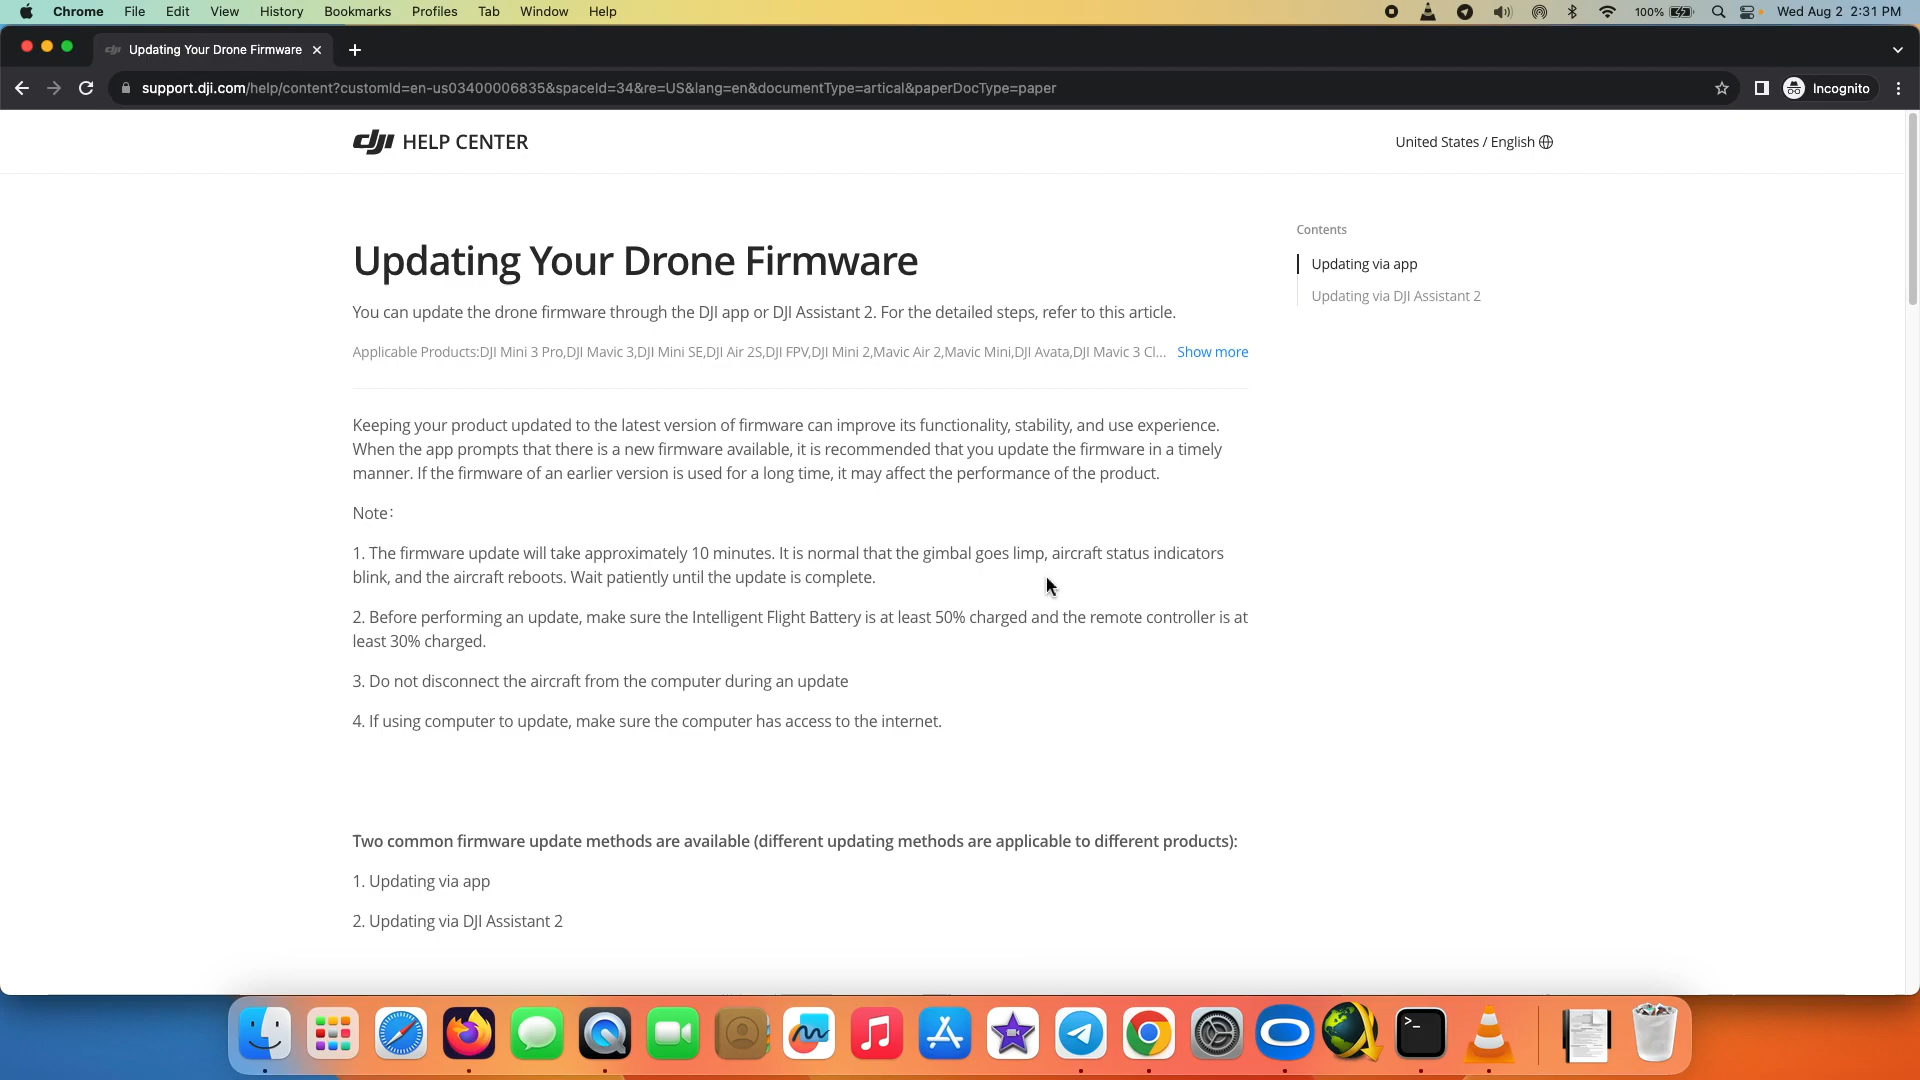 Chrome File Edit View History Bookmarks Profiles Tab Window Help 100% Wed Aug 2 2:31 PM
Updating Your Drone Firmware
support.dji.com/help/content?customId=en-us03400006835&spaceId=34&re=US&lang=en&documentType=artical&paperDocType=paper Incognito
dji HELP CENTER United States / English
Updating Your Drone Firmware
You can update the drone firmware through the DJI app or DJI Assistant 2. For the detailed steps, refer to this article.
Applicable Products:DJI Mini 3 Pro,DJI Mavic 3,DJI Mini SE,DJI Air 2S,DJI FPV,DJI Mini 2,Mavic Air 2,Mavic Mini,DJI Avata,DJI Mavic 3 Cl... Show more
Keeping your product updated to the latest version of firmware can improve its functionality, stability, and use experience.
When the app prompts that there is a new firmware available, it is recommended that you update the firmware in a timely
manner. If the firmware of an earlier version is used for a long time, it may affect the performance of the product.
Note:
1. The firmware update will take approximately 10 minutes. It is normal that the gimbal goes limp, aircraft status indicators
blink, and the aircraft reboots. Wait patiently until the update is complete.
2. Before performing an update, make sure the Intelligent Flight Battery is at least 50% charged and the remote controller is at
least 30% charged.
3. Do not disconnect the aircraft from the computer during an update
4. If using computer to update, make sure the computer has access to the internet.
Two common firmware update methods are available (different updating methods are applicable to different products):
1. Updating via app
2. Updating via DJI Assistant 2
Contents
Updating via app
Updating via DJI Assistant 2